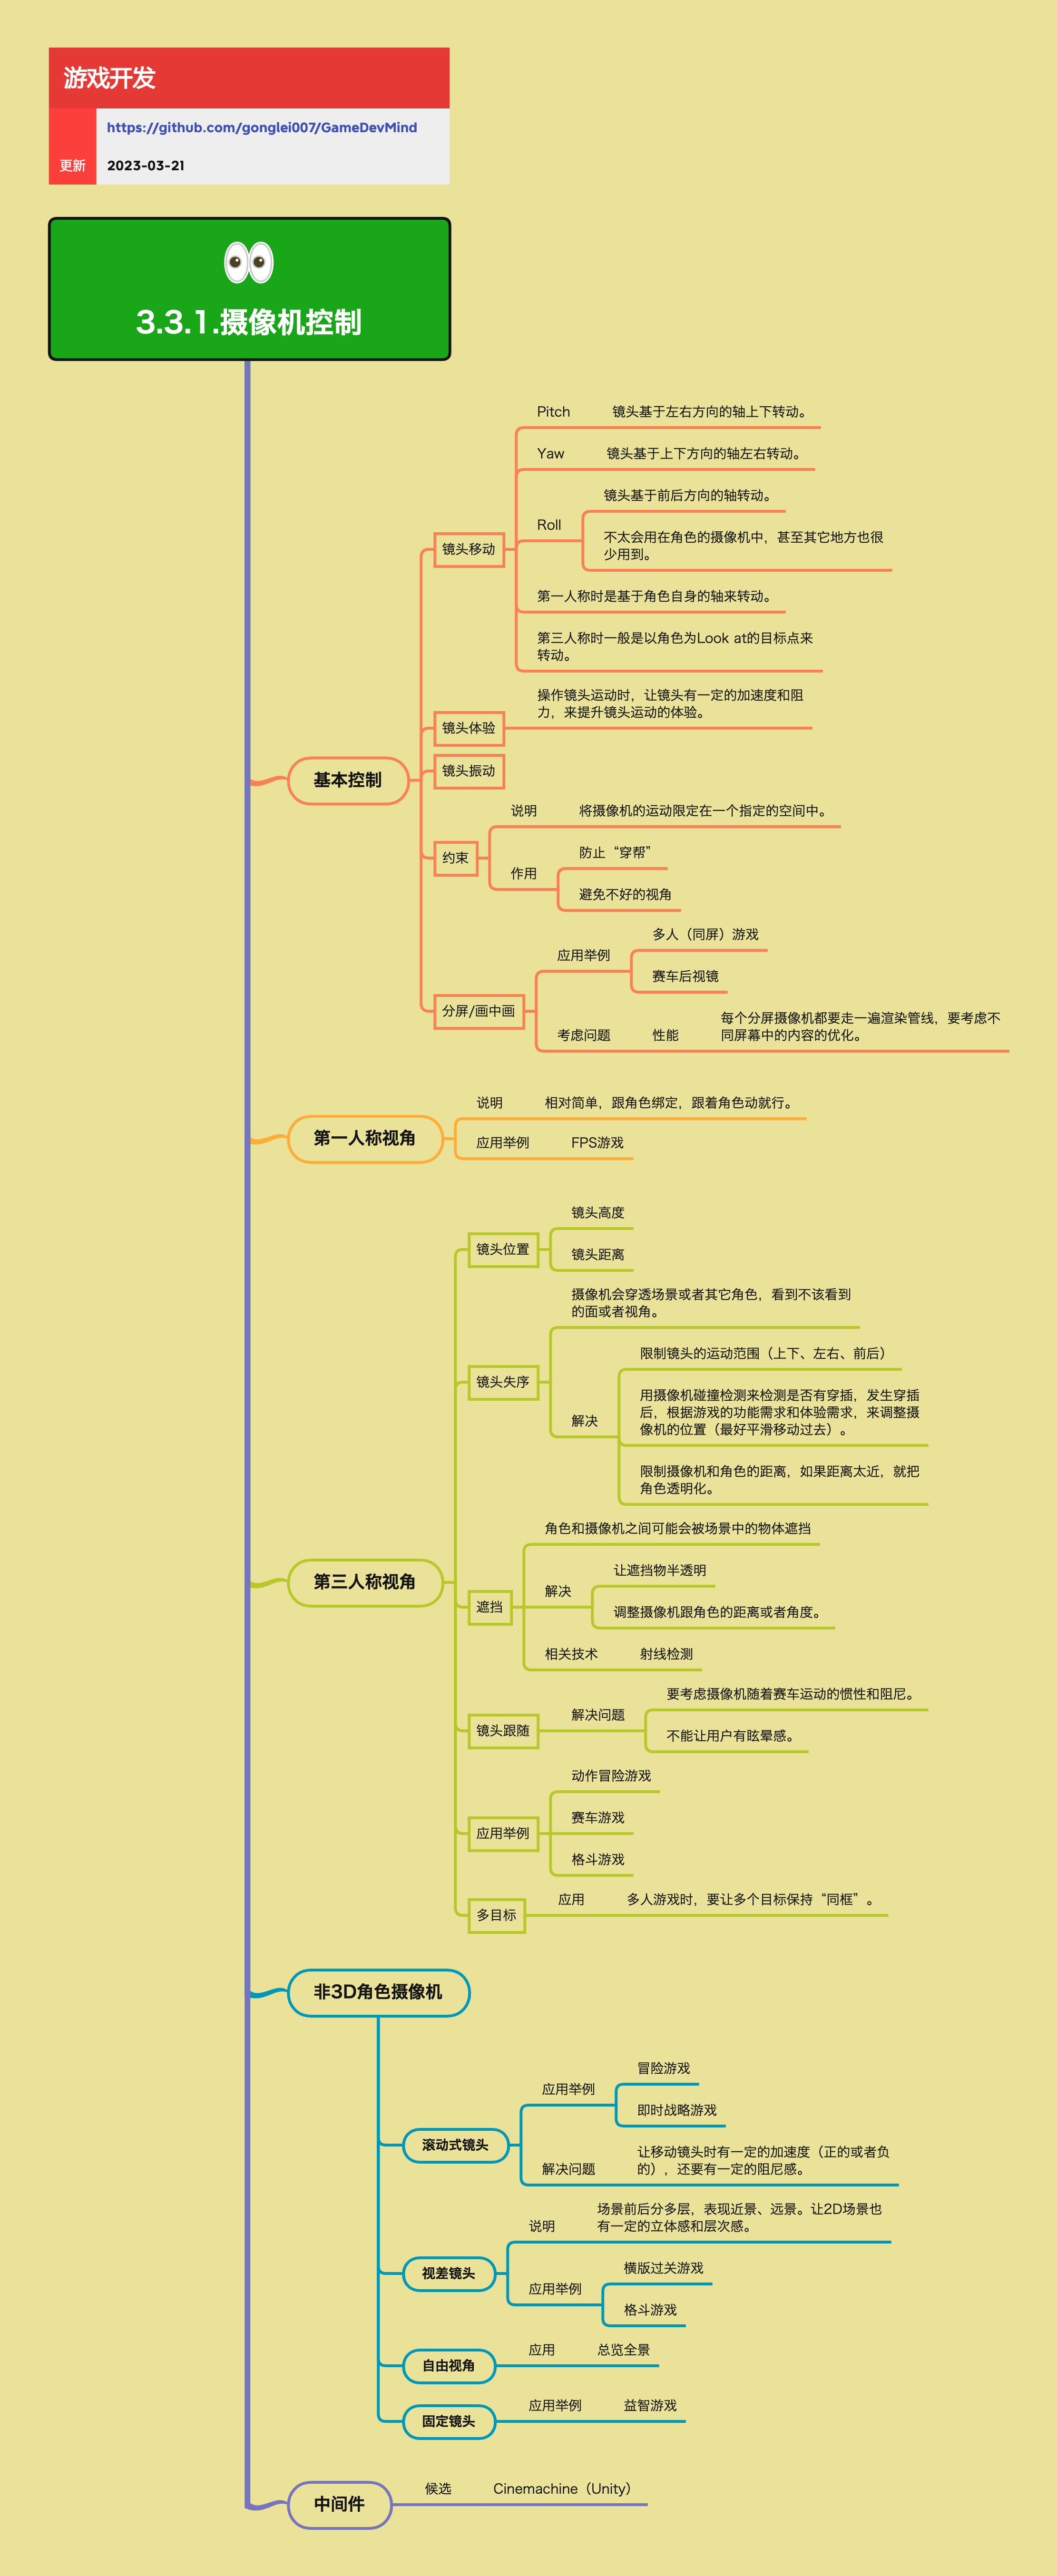 游戏开发
https://github.com/gonglei007/GameDevMind
更新
2023-03-21
3.3.1.摄像机控制
基本控制
镜头移动
Pitch
镜头基于左右方向的轴上下转动。
Yaw
镜头基于上下方向的轴左右转动。
Roll
镜头基于前后方向的轴转动。
不太会用在角色的摄像机中，甚至其它地方也很
少用到。
第一人称时是基于角色自身的轴来转动。
第三人称时一般是以角色为Look at的目标点来
转动。
镜头体验
操作镜头运动时，让镜头有一定的加速度和阻
力，来提升镜头运动的体验。
镜头振动
约束
说明
将摄像机的运动限定在一个指定的空间中。
作用
防止“穿帮”
避免不好的视角
分屏/画中画
应用举例
多人（同屏）游戏
赛车后视镜
考虑问题
性能
每个分屏摄像机都要走一遍渲染管线，要考虑不
同屏幕中的内容的优化。
第一人称视角
说明
相对简单，跟角色绑定，跟着角色动就行。
应用举例
FPS游戏
第三人称视角
镜头位置
镜头高度
镜头距离
镜头失序
摄像机会穿透场景或者其它角色，看到不该看到
的面或者视角。
解决
限制镜头的运动范围（上下、左右、前后）
用摄像机碰撞检测来检测是否有穿插，发生穿插
后，根据游戏的功能需求和体验需求，来调整摄
像机的位置（最好平滑移动过去）。
限制摄像机和角色的距离，如果距离太近，就把
角色透明化。
遮挡
角色和摄像机之间可能会被场景中的物体遮挡
解决
让遮挡物半透明
调整摄像机跟角色的距离或者角度。
相关技术
射线检测
镜头跟随
解决问题
要考虑摄像机随着赛车运动的惯性和阻尼。
不能让用户有眩晕感。
应用举例
动作冒险游戏
赛车游戏
格斗游戏
多目标
应用
多人游戏时，要让多个目标保持“同框”。
非3D角色摄像机
滚动式镜头
应用举例
冒险游戏
即时战略游戏
解决问题
让移动镜头时有一定的加速度（正的或者负
的），还要有一定的阻尼感。
视差镜头
说明
场景前后分多层，表现近景、远景。让2D场景也
有一定的立体感和层次感。
应用举例
横版过关游戏
格斗游戏
自由视角
应用
总览全景
固定镜头
应用举例
益智游戏
中间件
候选
Cinemachine（Unity）